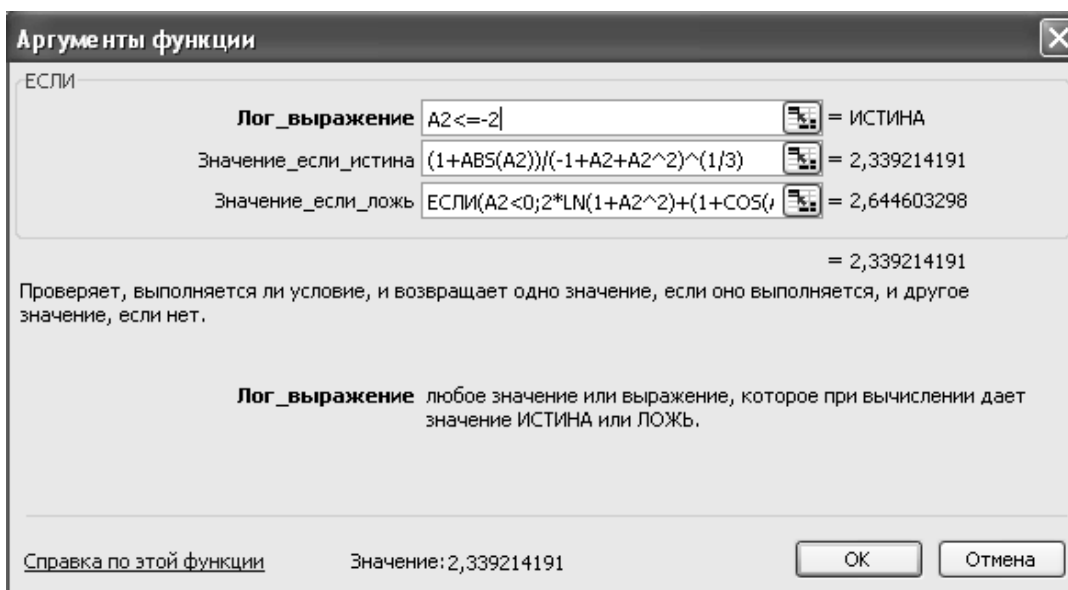 Аргументы функции
ЕСЛИ
Лог_выражение A2<=-2 = ИСТИНА
Значение_если_истина (1+ABS(A2))/(-1+A2+A2^2)^(1/3) = 2,339214191
Значение_если_ложь ЕСЛИ(A2<0;2*LN(1+A2^2)+(1+COS( = 2,644603298
= 2,339214191
Проверяет, выполняется ли условие, и возвращает одно значение, если оно выполняется, и другое
значение, если нет.
Лог_выражение любое значение или выражение, которое при вычислении дает
значение ИСТИНА или ЛОЖЬ.
Справка по этой функции Значение:2,339214191 ОК Отмена